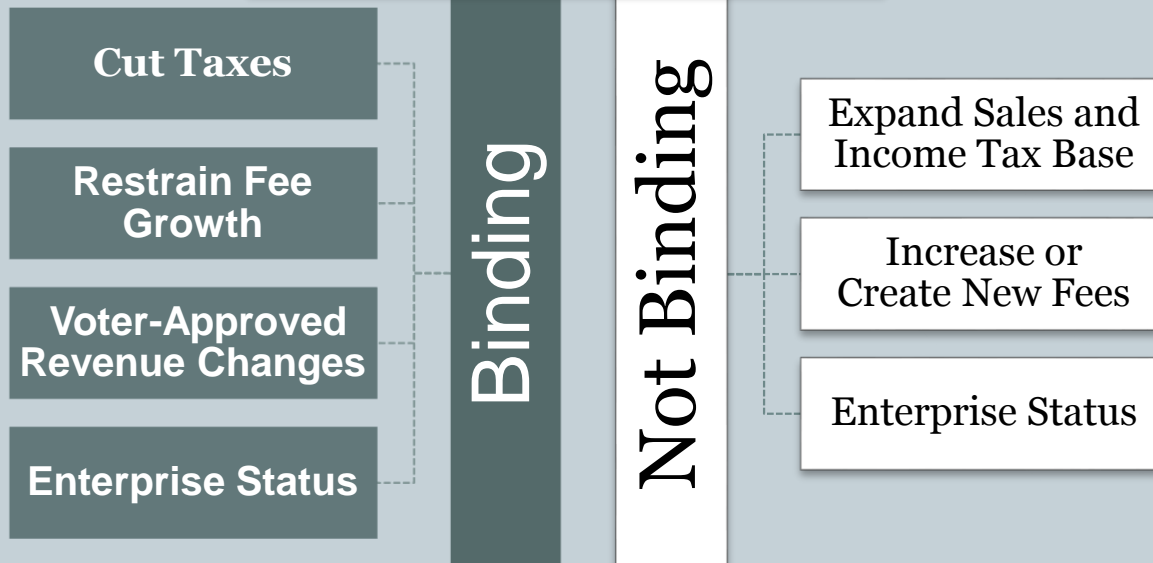 Cut Taxes
Restrain Fee
Growth
Voter-Approved
Revenue Changes
Enterprise Status
Binding
Not Binding
Expand Sales and
Income Tax Base
Increase or
Create New Fees
Enterprise Status